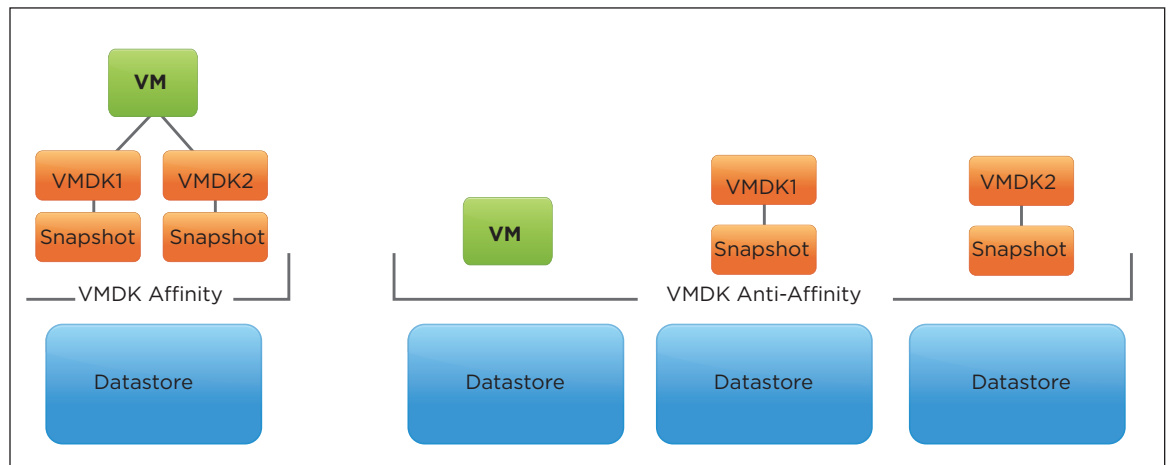 VM
VMDK1 VMDK2
Snapshot Snapshot
VMDK Affinity
Datastore
VM
VMDK1
Snapshot
VMDK2
Snapshot
VMDK Anti-Affinity
Datastore Datastore Datastore